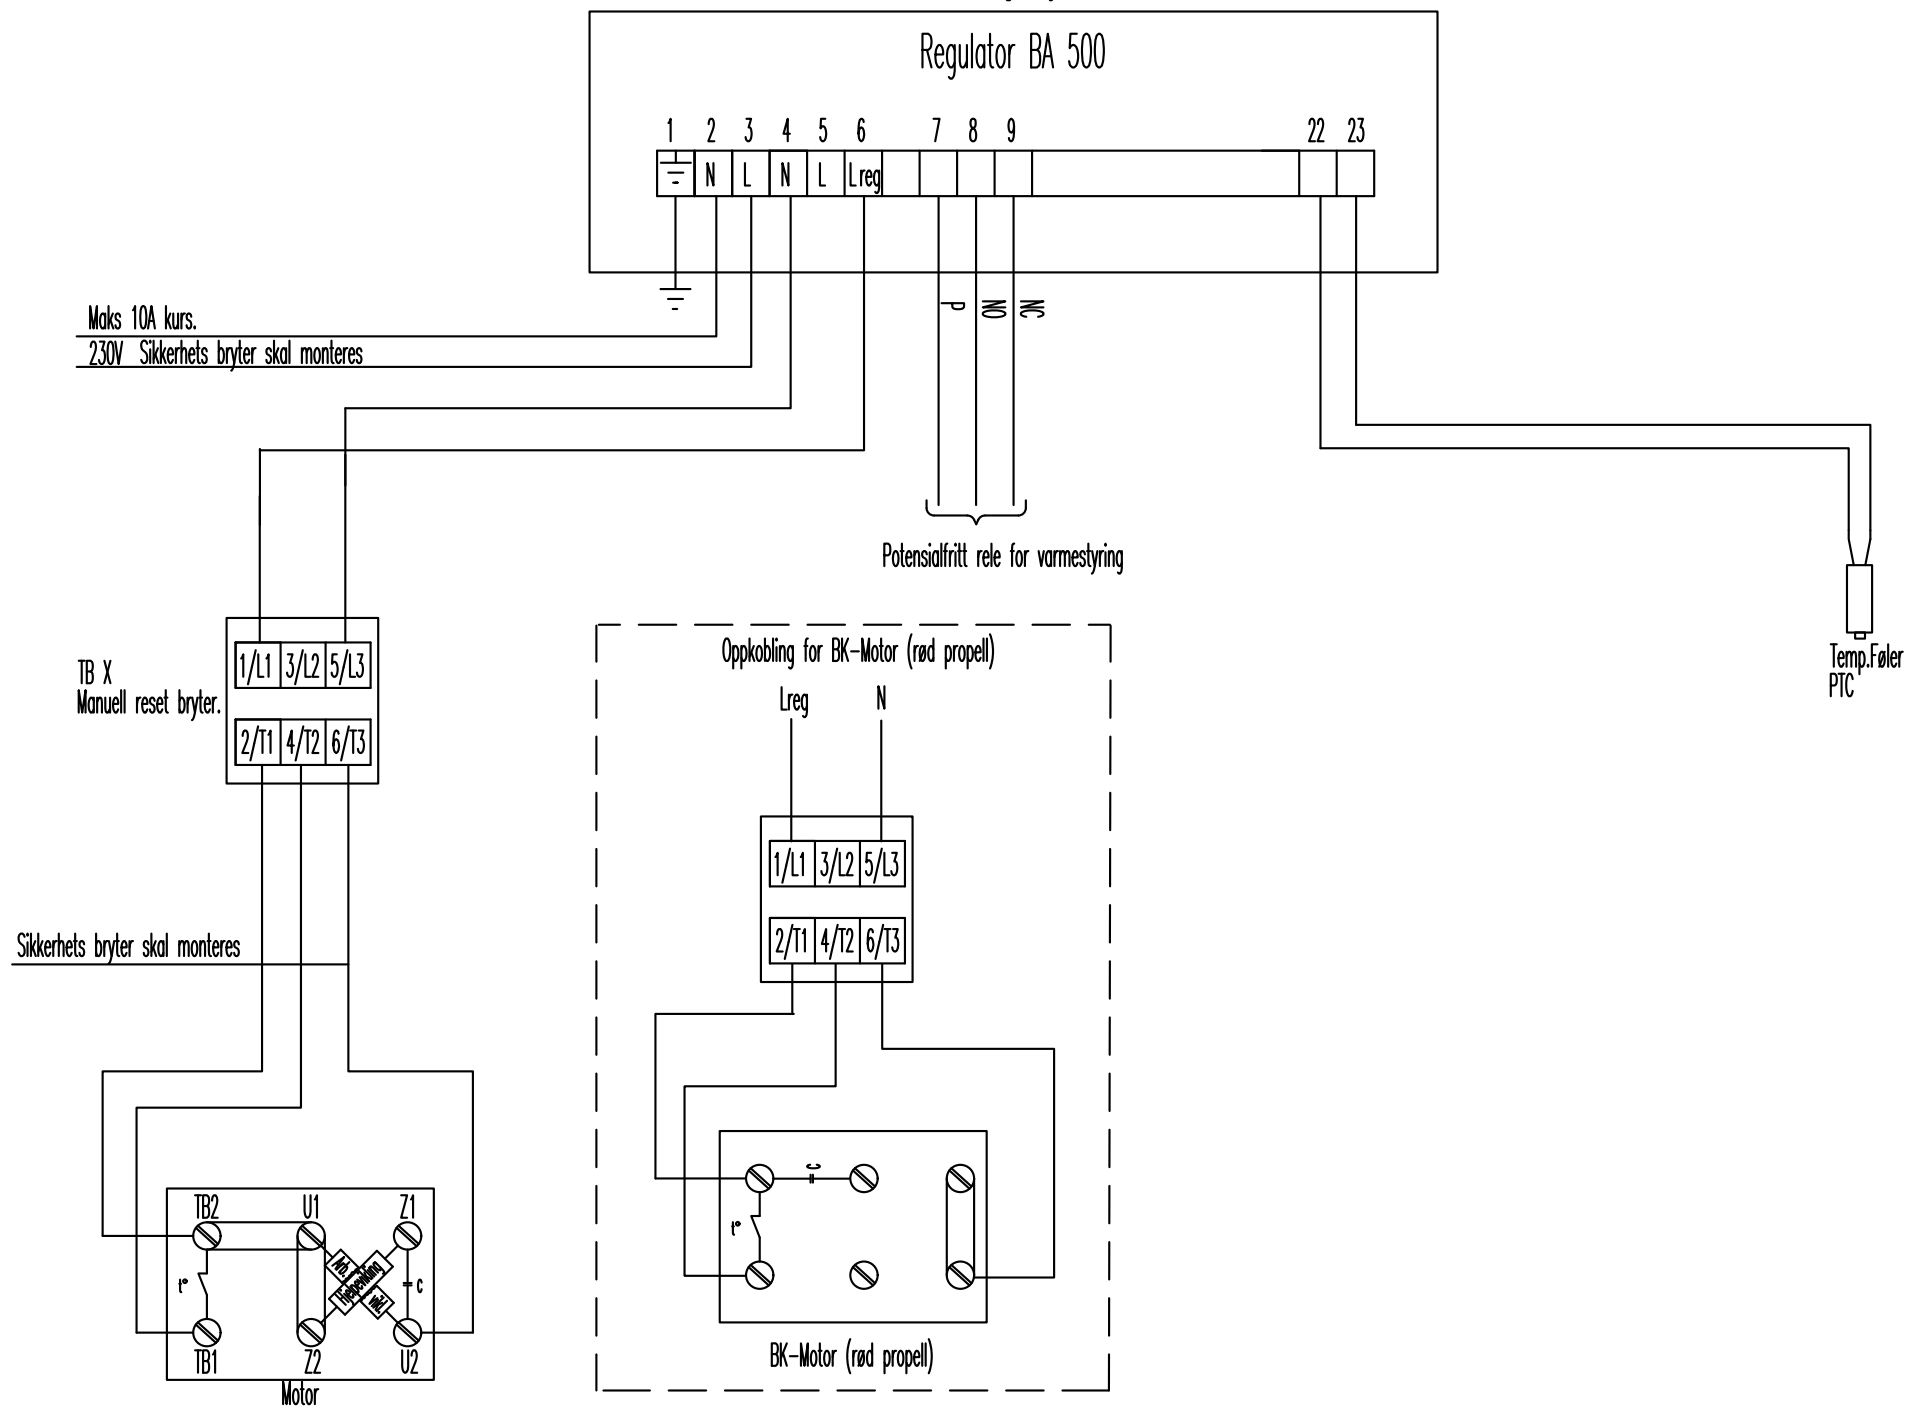 Regulator BA 500
1 2 3 4 5 6 7 8 9 22 23
N L N L Lreg
P NO NC
Maks 10A kurs.
230V Sikkerhets bryter skal monteres
Potensialfritt rele for varmestyring
Temp.Føler
PTC
TB X
Manuell reset bryter.
1/L1 3/L2 5/L3
2/T1 4/T2 6/T3
Sikkerhets bryter skal monteres
TB2 U1 Z1
t° Arb. Hjelpevikling vikl. C
TB1 Z2 U2
Motor
Oppkobling for BK-Motor (rød propell)
Lreg N
1/L1 3/L2 5/L3
2/T1 4/T2 6/T3
C
t°
BK-Motor (rød propell)